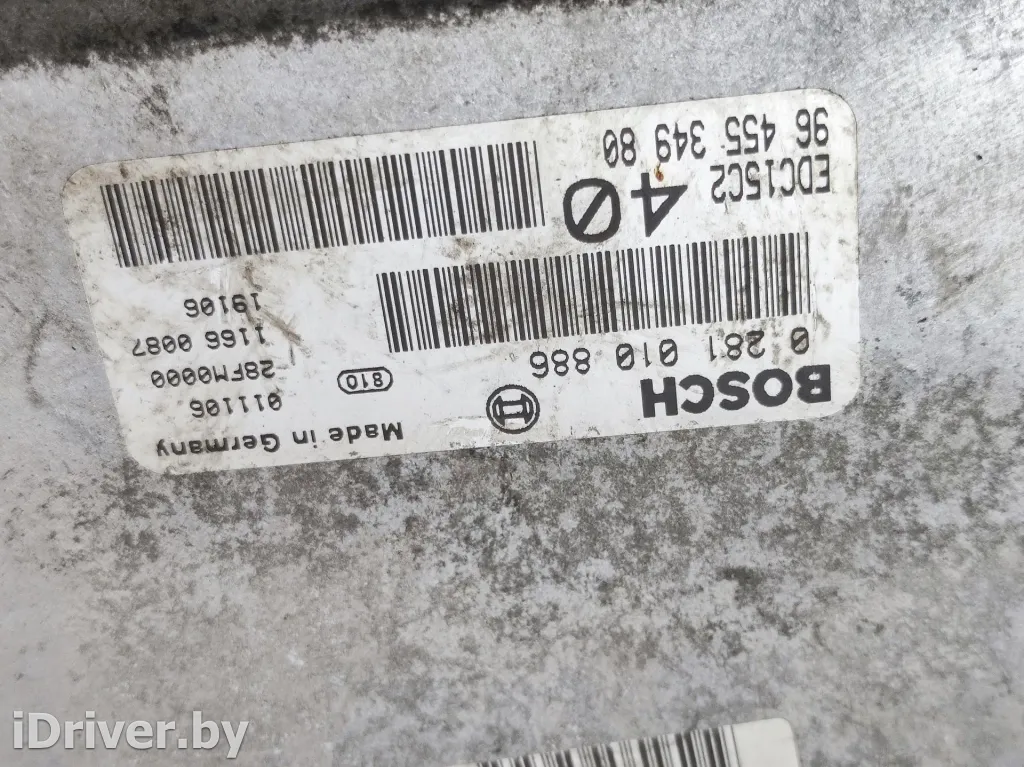 BOSCH
0 281 010 886
40
EDC15C2
96 455 349 80
Made in Germany
011106
28FM0000
1166 0087
19106
810
iDriver.by